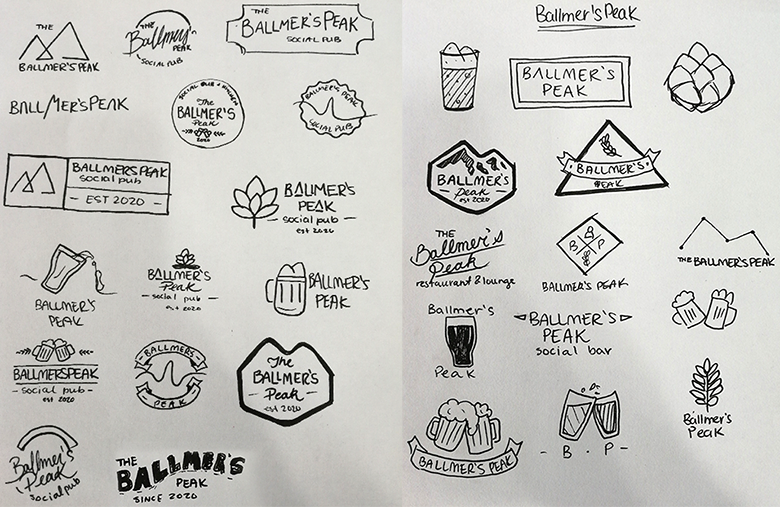 THE
BALLMER'S PEAK
THE
Ballmer's
PEAK
SOCIAL PUB
THE
BALLMER'S PEAK
SOCIAL PUB
BALLMER'S PEAK
SOCIAL PUB + KITCHEN
The
BALLMER'S
Peak
BALLMER'S PEAK
SOCIAL PUB
BALLMERS PEAK
social pub
- EST 2020 -
BALLMER'S
PEAK
- social pub -
est 2020
BALLMER'S
PEAK
BALLMER'S
Peak
- social pub -
est 2020
BALLMER'S
PEAK
BALLMERSPEAK
- social pub -
est 2020
BALLMERS
PEAK
The
BALLMER'S
- Peak -
est 2020
Ballmer's
Peak
social pub
THE
BALLMER'S
PEAK
SINCE 2020
Ballmer's Peak
BALLMER'S
PEAK
BALLMER'S
- Peak -
est 2020
BALLMER'S
PEAK
THE
Ballmer's
Peak
restaurant & lounge
B
B P
BALLMER'S PEAK
THE BALLMER'S PEAK
Ballmer's
Peak
BALLMER'S
PEAK
social bar
BALLMER'S PEAK
- B . P -
Ballmer's
Peak